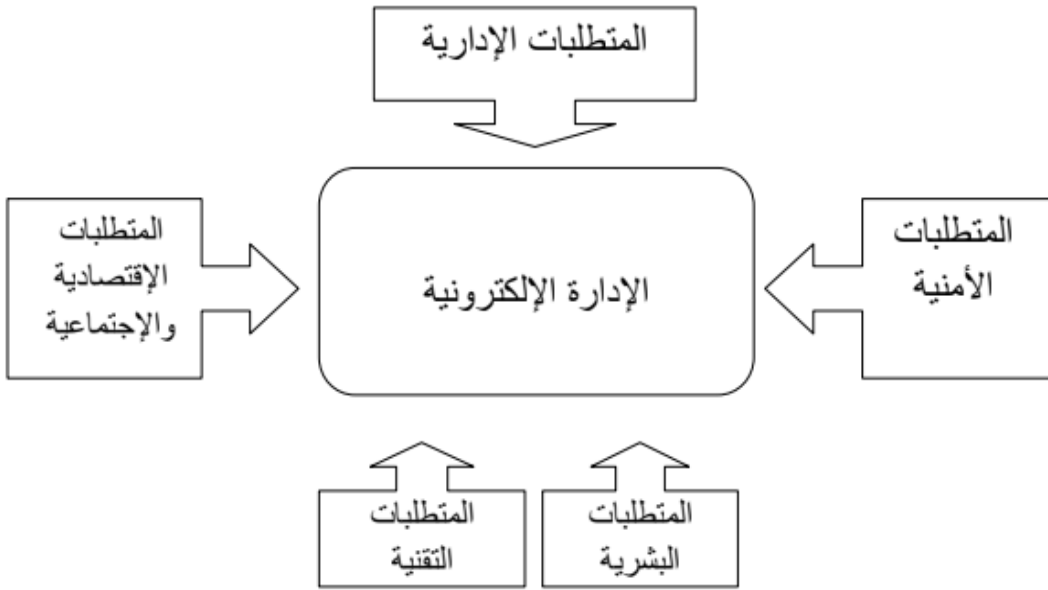 المتطلبات الإدارية
المتطلبات
الأمنية
الإدارة الإلكترونية
المتطلبات
الإقتصادية
والإجتماعية
المتطلبات
البشرية
المتطلبات
التقنية